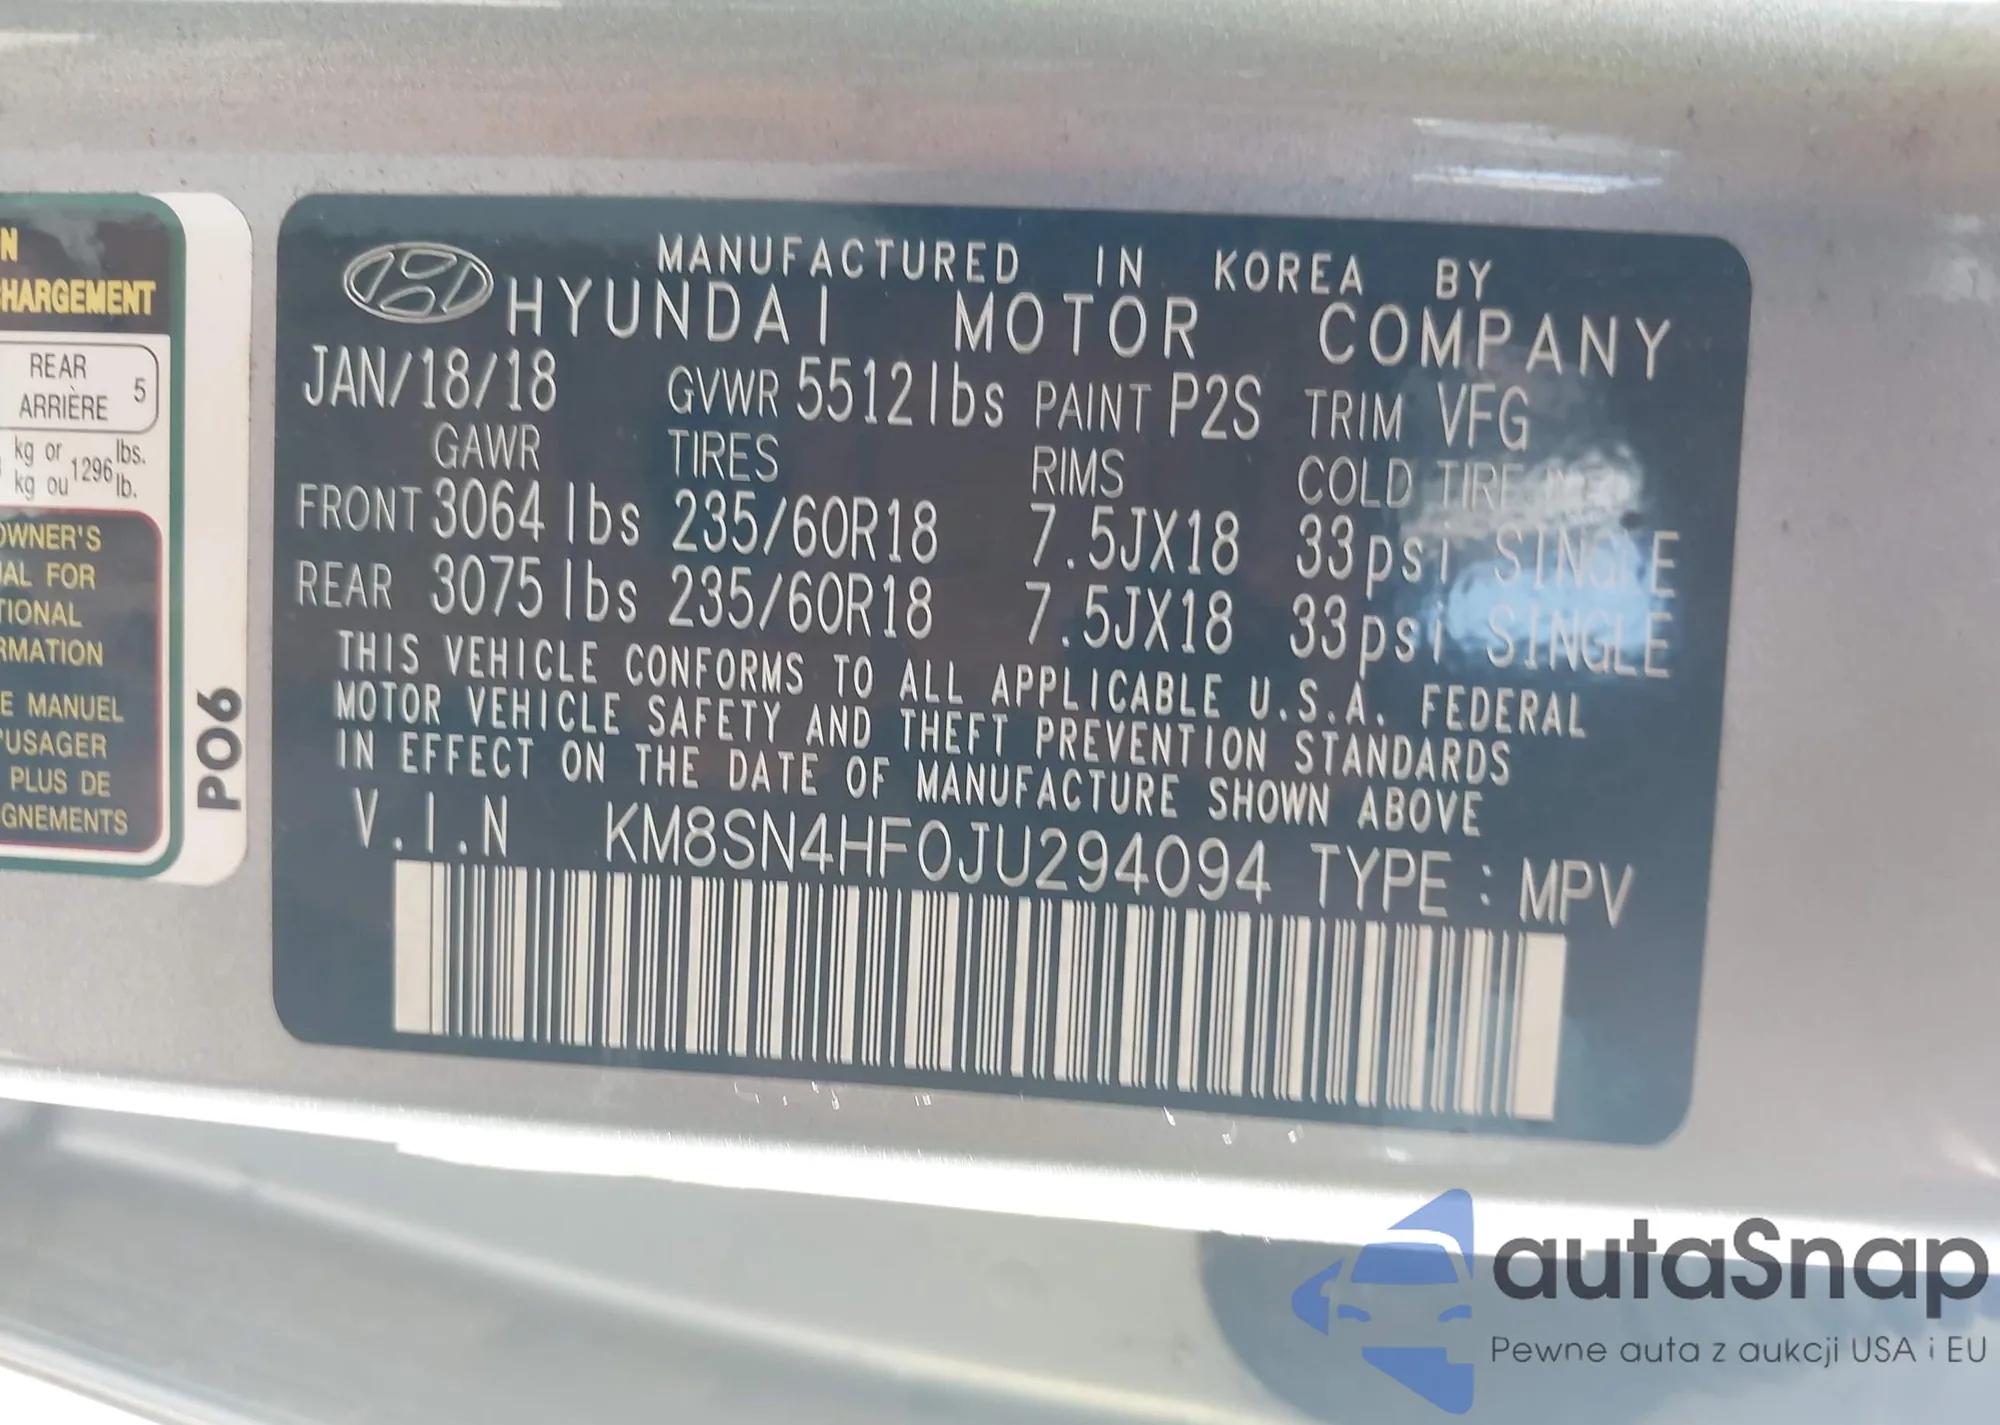 N
HARGEMENT
REAR
ARRIÈRE 5
kg or 1296 lbs.
kg ou lb.
OWNER'S
AL FOR
TIONAL
RMATION
E MANUEL
'USAGER
PLUS DE
GNEMENTS
P06
MANUFACTURED IN KOREA BY
HYUNDAI MOTOR COMPANY
JAN/18/18 GVWR 5512lbs PAINT P2S TRIM VFG
GAWR TIRES RIMS COLD TIRE
FRONT 3064 lbs 235/60R18 7.5JX18 33psi SINGLE
REAR 3075 lbs 235/60R18 7.5JX18 33psi SINGLE
THIS VEHICLE CONFORMS TO ALL APPLICABLE U.S.A. FEDERAL
MOTOR VEHICLE SAFETY AND THEFT PREVENTION STANDARDS
IN EFFECT ON THE DATE OF MANUFACTURE SHOWN ABOVE
V.I.N KM8SN4HF0JU294094 TYPE : MPV
autaSnap
Pewne auta z aukcji USA i EU